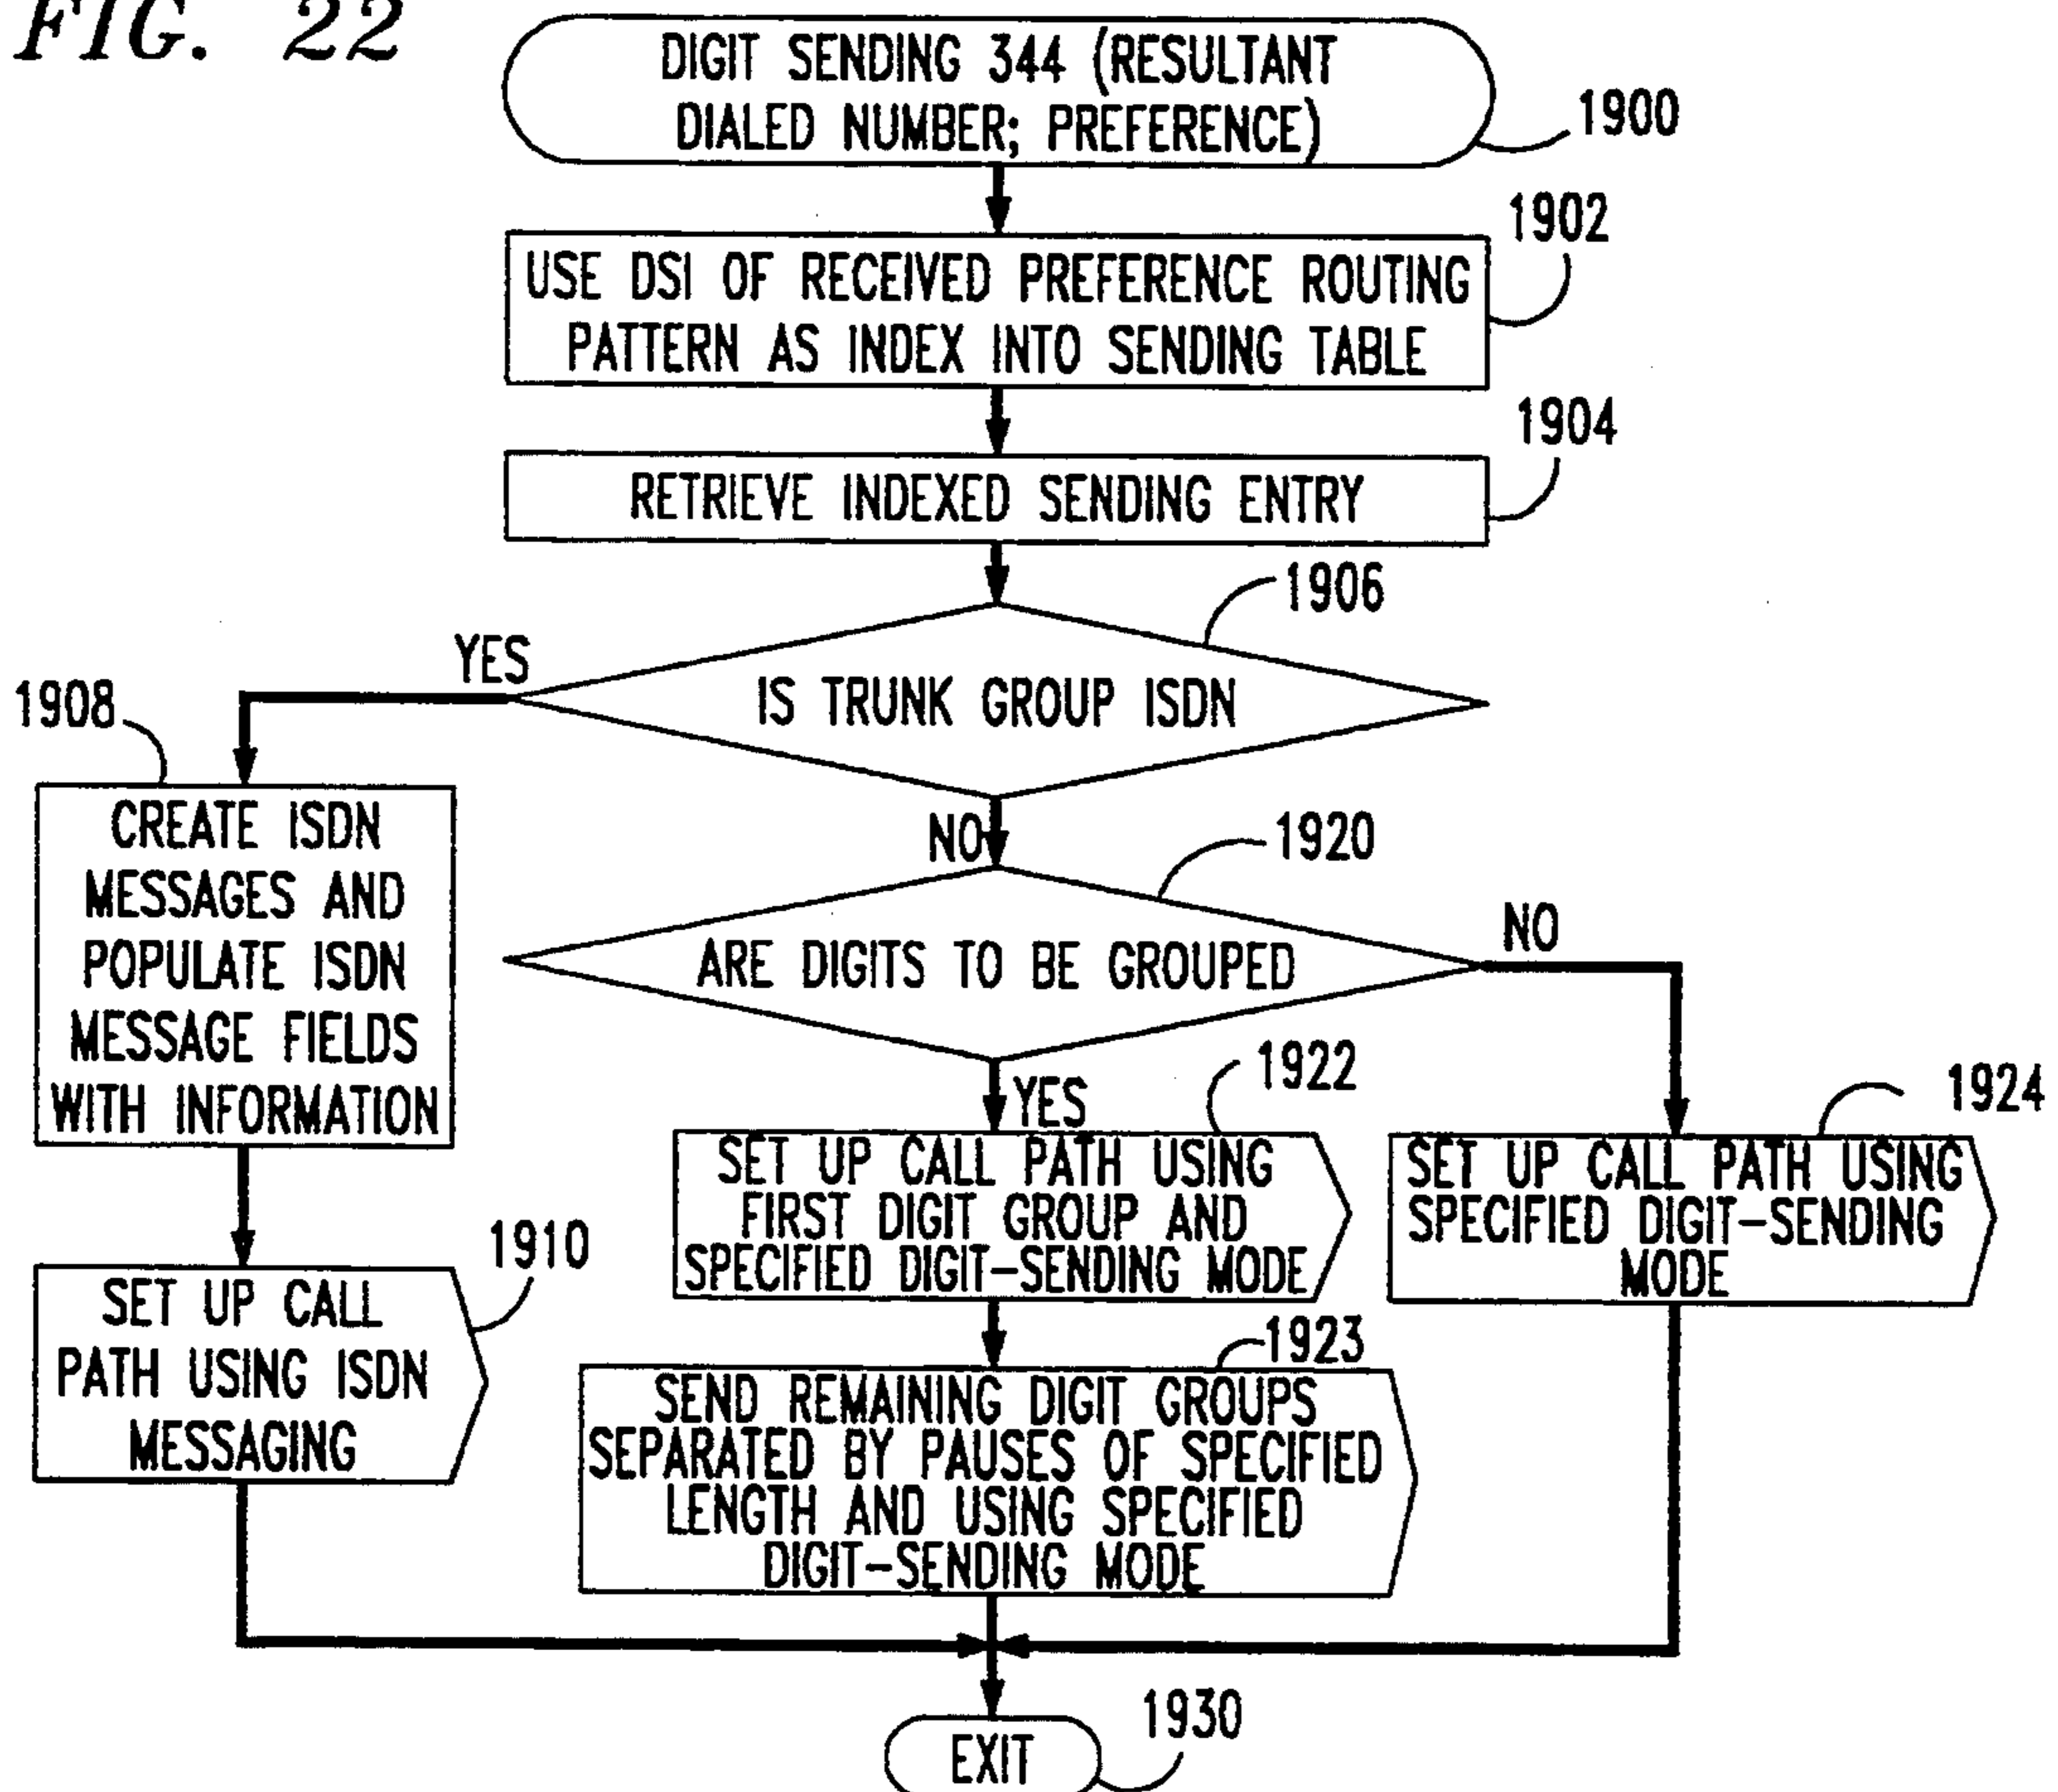 FIG. 22
DIGIT SENDING 344 (RESULTANT
DIALED NUMBER; PREFERENCE)
1900
1902
USE DSI OF RECEIVED PREFERENCE ROUTING
PATTERN AS INDEX INTO SENDING TABLE
1904
RETRIEVE INDEXED SENDING ENTRY
1906
YES
IS TRUNK GROUP ISDN
1908
CREATE ISDN
MESSAGES AND
POPULATE ISDN
MESSAGE FIELDS
WITH INFORMATION
NO
1920
ARE DIGITS TO BE GROUPED
NO
YES
1922
SET UP CALL PATH USING
FIRST DIGIT GROUP AND
SPECIFIED DIGIT-SENDING MODE
1924
SET UP CALL PATH USING
SPECIFIED DIGIT-SENDING
MODE
1910
SET UP CALL
PATH USING ISDN
MESSAGING
1923
SEND REMAINING DIGIT GROUPS
SEPARATED BY PAUSES OF SPECIFIED
LENGTH AND USING SPECIFIED
DIGIT-SENDING MODE
1930
EXIT